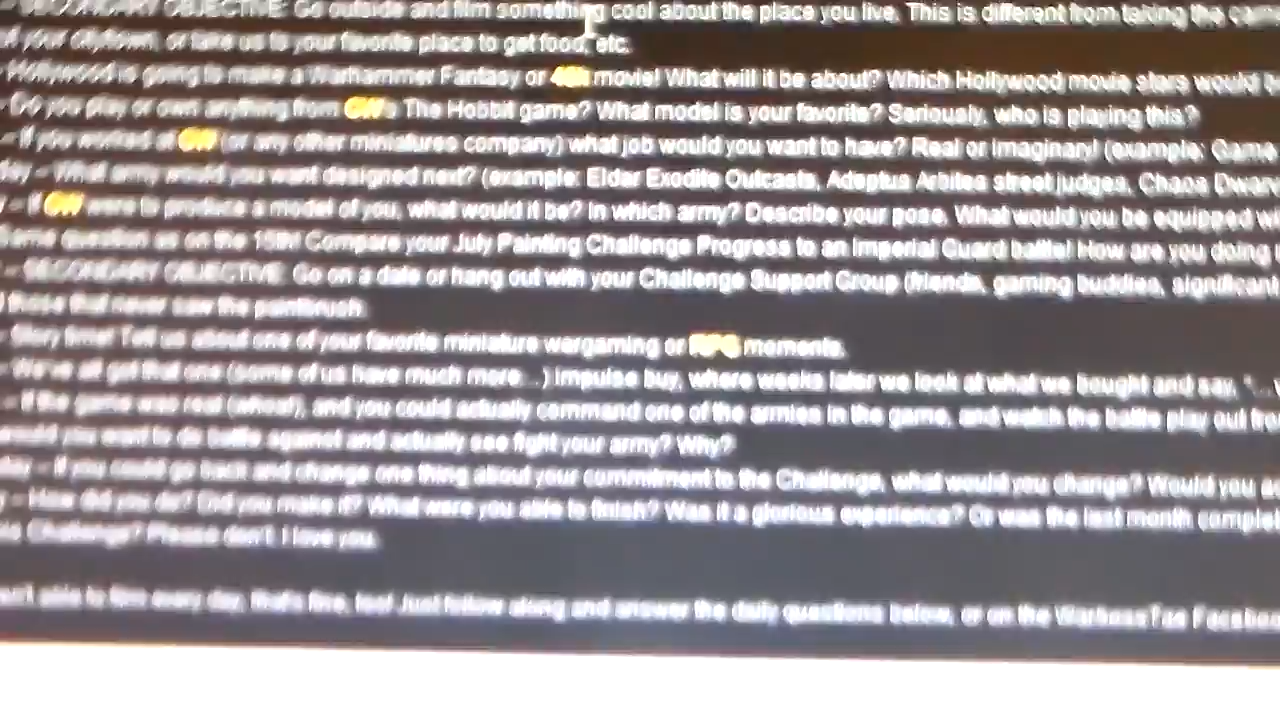 SECONDARY OBJECTIVE: Go outside and film something cool about the place you live. This is different from taking the
of your city/town, or take us to your favorite place to get food, etc.
Hollywood is going to make a Warhammer Fantasy or 40K movie! What will it be about? Which Hollywood movie stars would
- Do you play or own anything from GW's The Hobbit game? What model is your favorite? Seriously, who is playing this?
- If you worked at GW (or any other miniatures company) what job would you want to have? Real or Imaginary! (example: Game
- What army would you want designed next? (example: Eldar Exodite Outcasts, Adeptus Arbites street judges, Chaos
- If GW were to produce a model of you, what would it be? In which army? Describe your pose. What would you be equipped
Same question as on the 15th! Compare your July Painting Challenge Progress to an Imperial Guard battle! How are you doing
- SECONDARY OBJECTIVE: Go on a date or hang out with your Challenge Support Group (friends, gaming buddies,
those that never saw the paintbrush.
Story time! Tell us about one of your favorite miniature wargaming or RPG moments.
We've all got that one (some of us have much more...) impulse buy, where weeks later we look at what we bought and say, "...
If the game was real (what!), and you could actually command one of the armies in the game, and watch the battle play out
would you want to do battle against and actually see fight your army? Why?
- If you could go back and change one thing about your commitment to the Challenge, what would you change? Would you
- How did you do? Did you make it? What were you able to finish? Was it a glorious experience? Or was the last month
Challenge? Please don't. I love you.
able to film every day, that's fine, too! Just follow along and answer the daily questions below, or on the